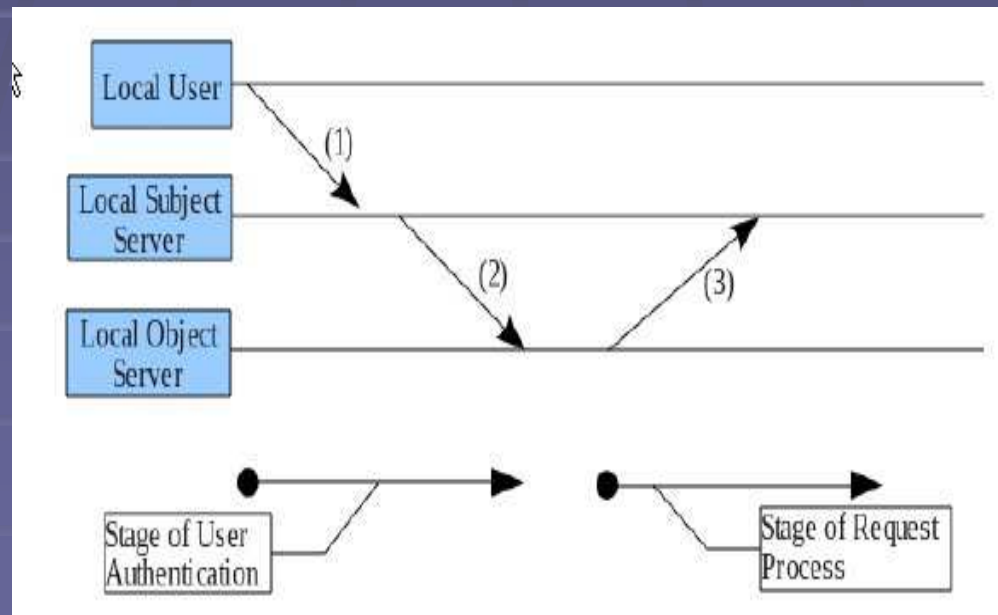 Local User
(1)
Local Subject
Server
(2)
(3)
Local Object
Server
Stage of User
Authentication
Stage of Request
Process